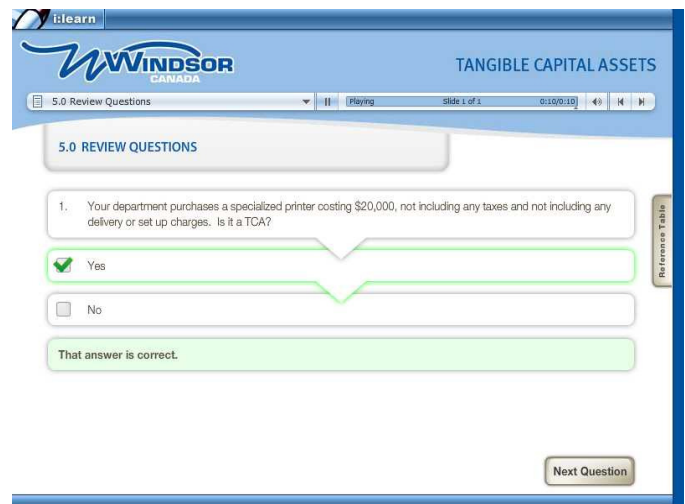 i:learn
WINDSOR
CANADA
TANGIBLE CAPITAL ASSETS
5.0 Review Questions
Playing
Slide 1 of 1
0:10/0:10
5.0 REVIEW QUESTIONS
1. Your department purchases a specialized printer costing $20,000, not including any taxes and not including any
delivery or set up charges. Is it a TCA?
Reference Table
Yes
No
That answer is correct.
Next Question